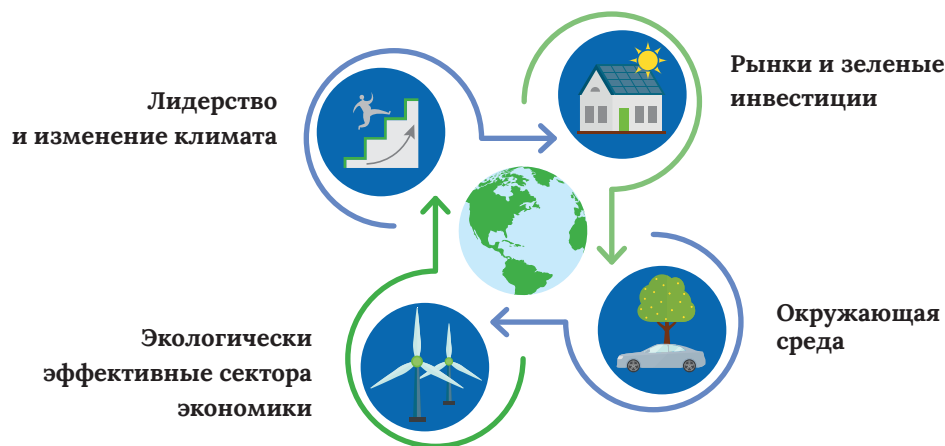 Лидерство
и изменение климата
Рынки и зеленые
инвестиции
Окружающая
среда
Экологически
эффективные сектора
экономики